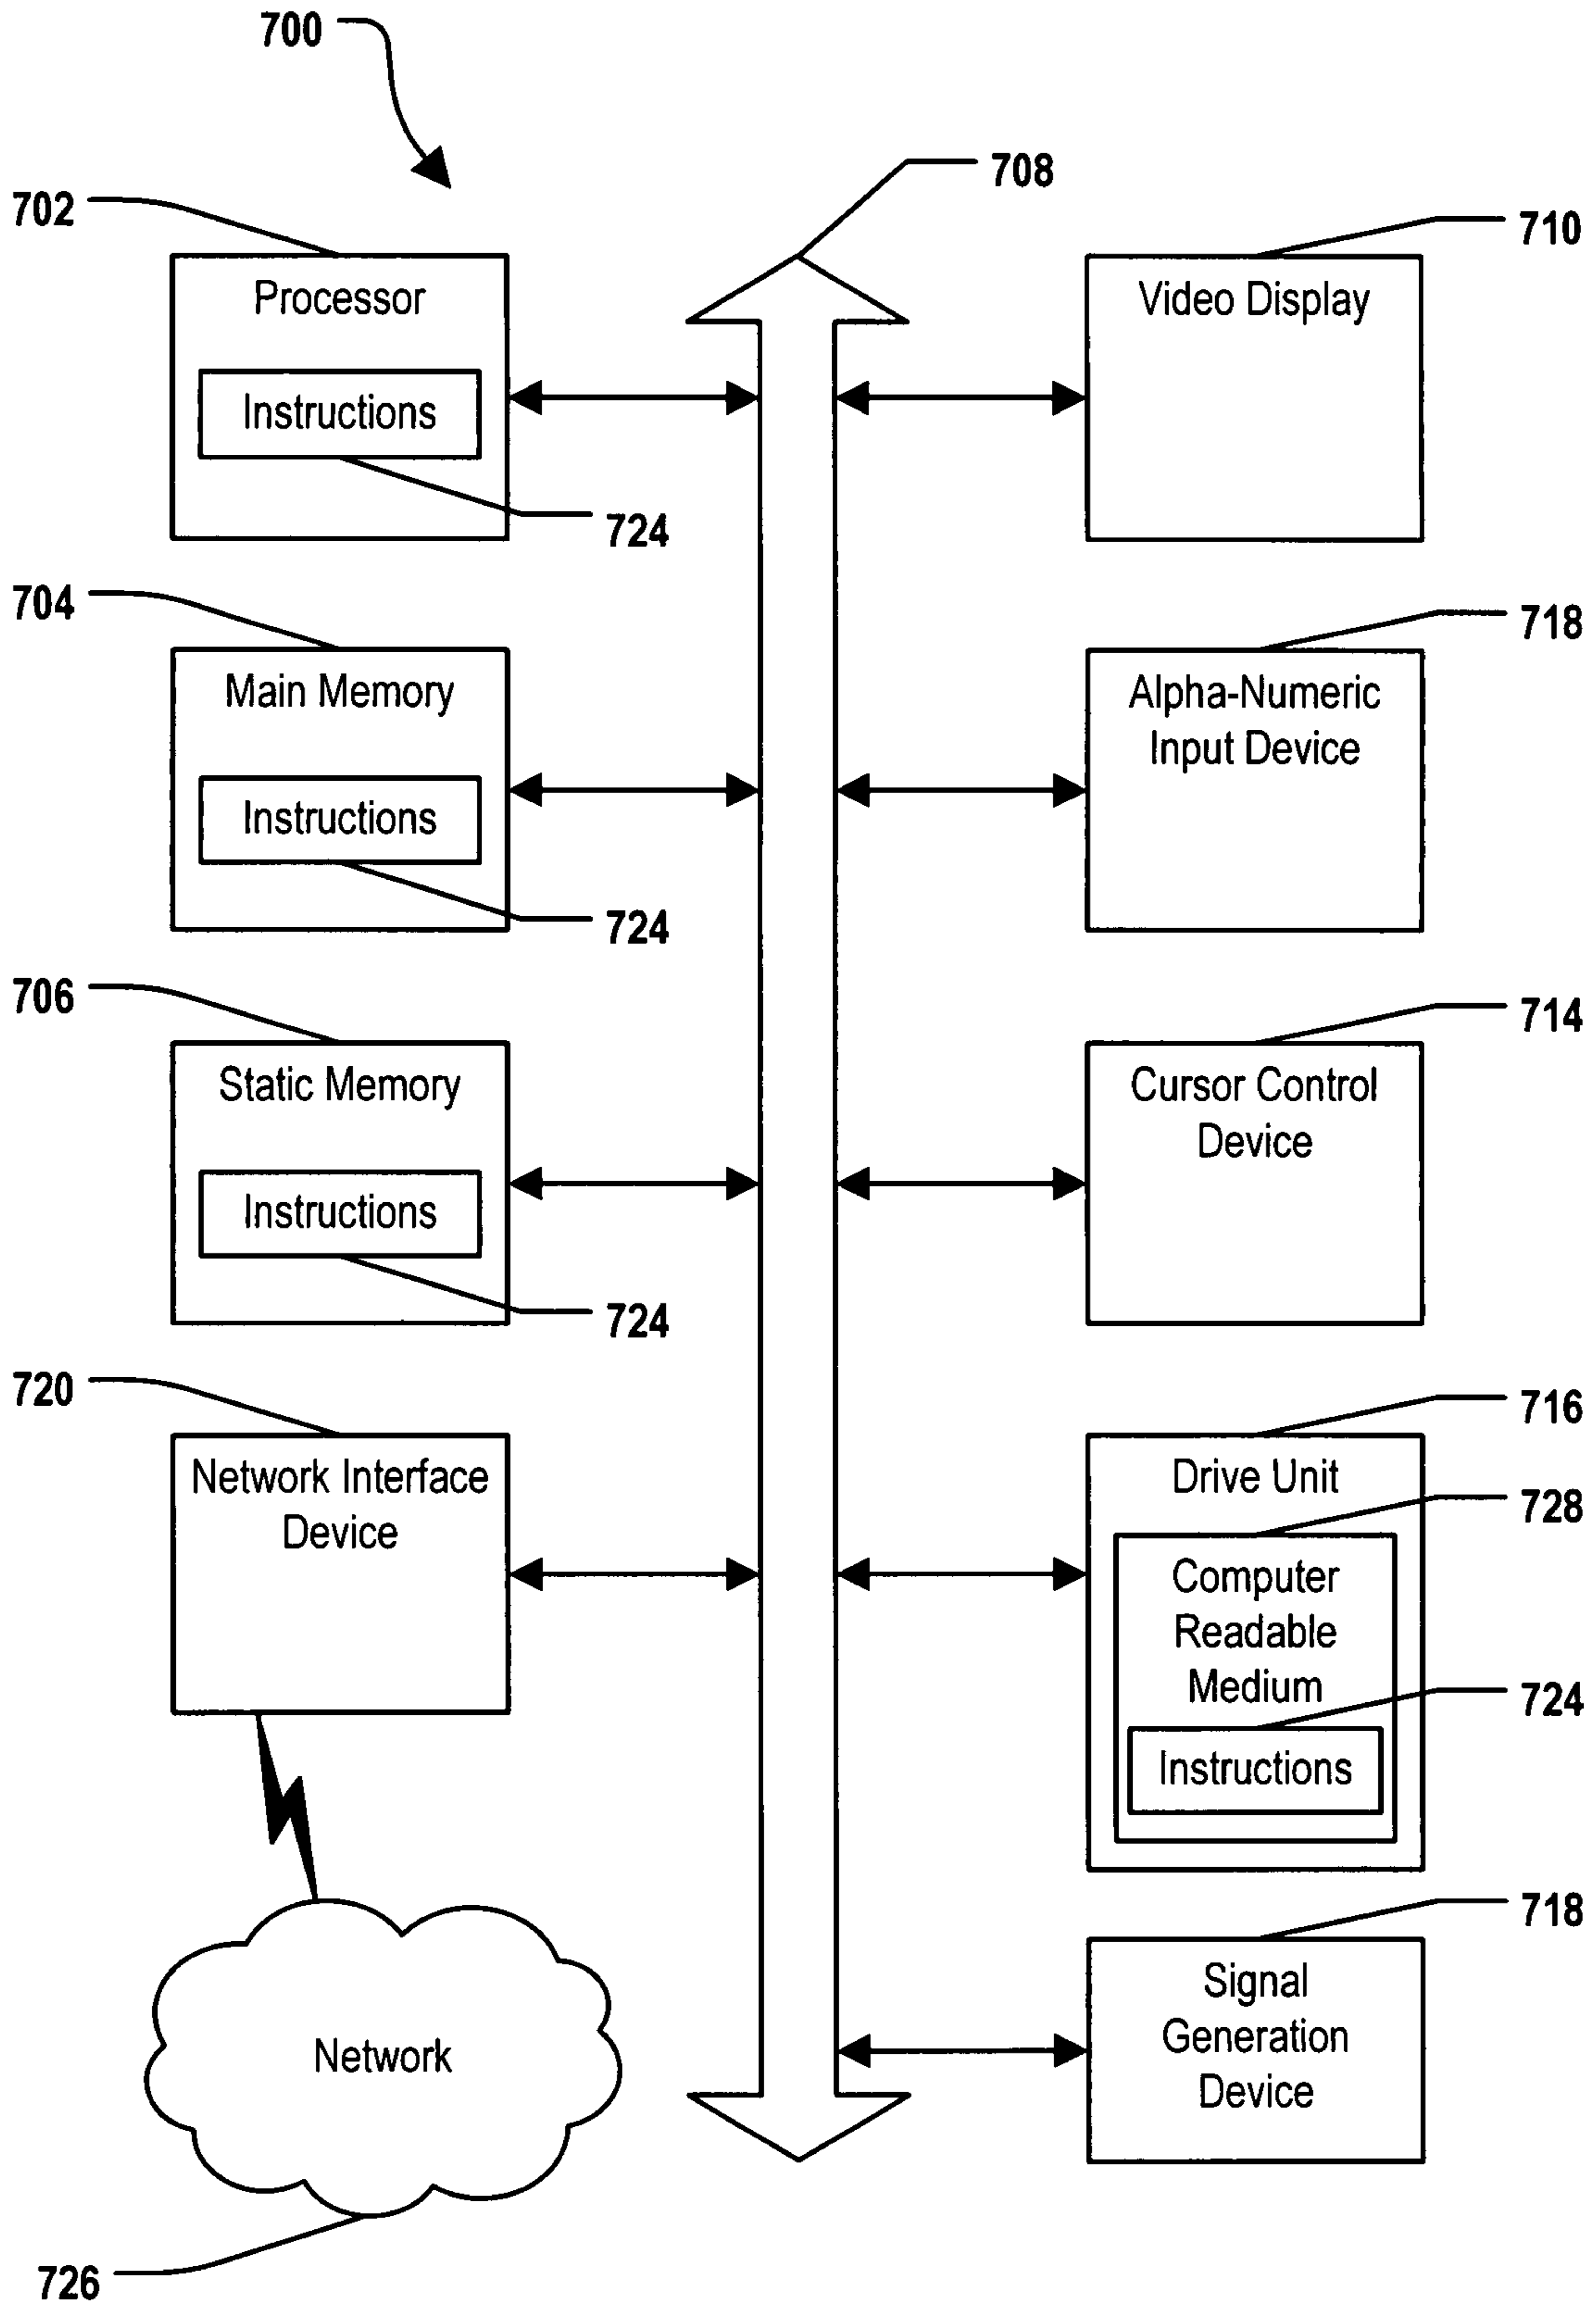 700
708
702
710
Processor
Video Display
Instructions
724
704
718
Main Memory
Alpha-Numeric
Input Device
Instructions
724
706
714
Static Memory
Cursor Control
Device
Instructions
724
720
716
Network Interface
Device
Drive Unit
728
Computer
Readable
Medium
724
Instructions
718
Signal
Generation
Device
Network
726